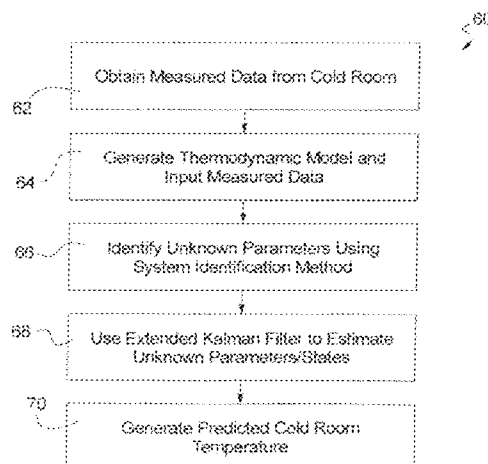 60
Obtain Measured Data from Cold Room
62
Generate Thermodynamic Model and
Input Measured Data
64
Identify Unknown Parameters Using
System Identification Method
66
Use Extended Kalman Filter to Estimate
Unknown Parameters/States
68
Generate Predicted Cold Room
Temperature
70